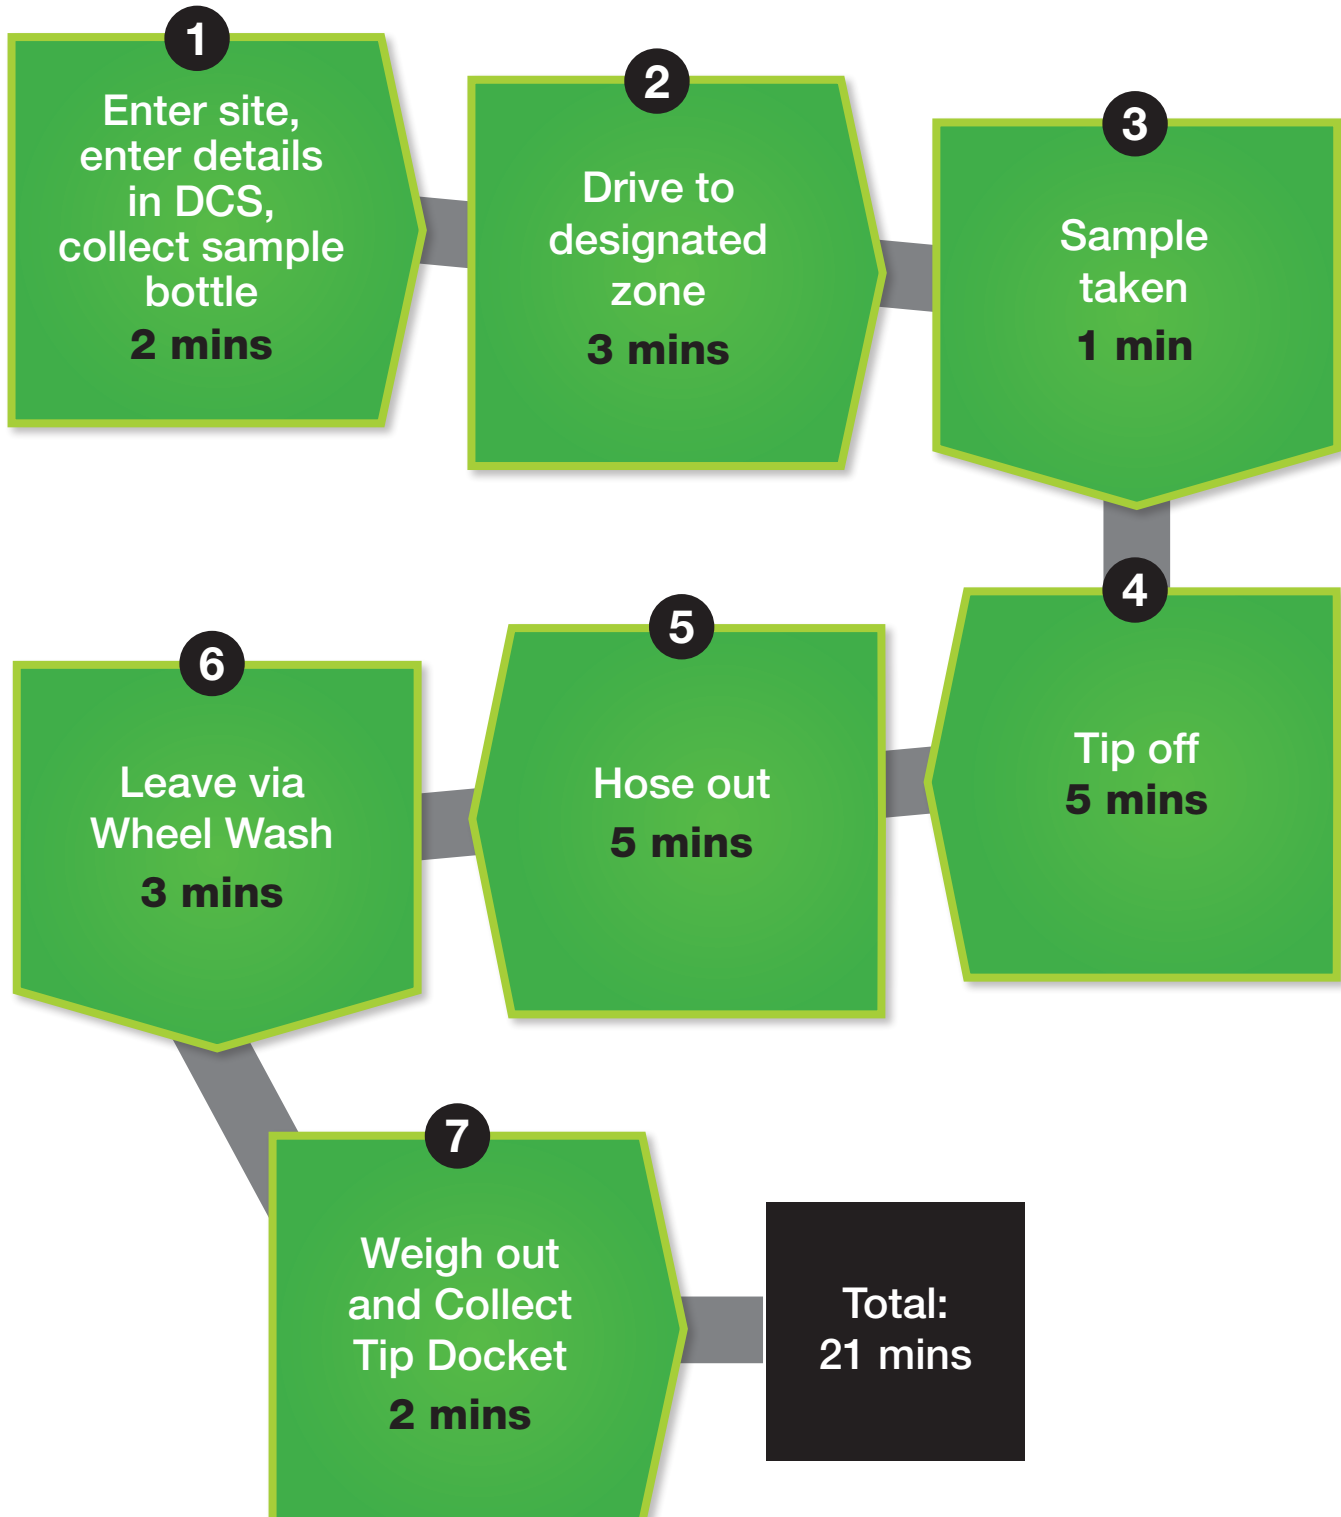 1
Enter site,
enter details
in DCS,
collect sample
bottle
2 mins
2
Drive to
designated
zone
3 mins
3
Sample
taken
1 min
4
Tip off
5 mins
5
Hose out
5 mins
6
Leave via
Wheel Wash
3 mins
7
Weigh out
and Collect
Tip Docket
2 mins
Total:
21 mins